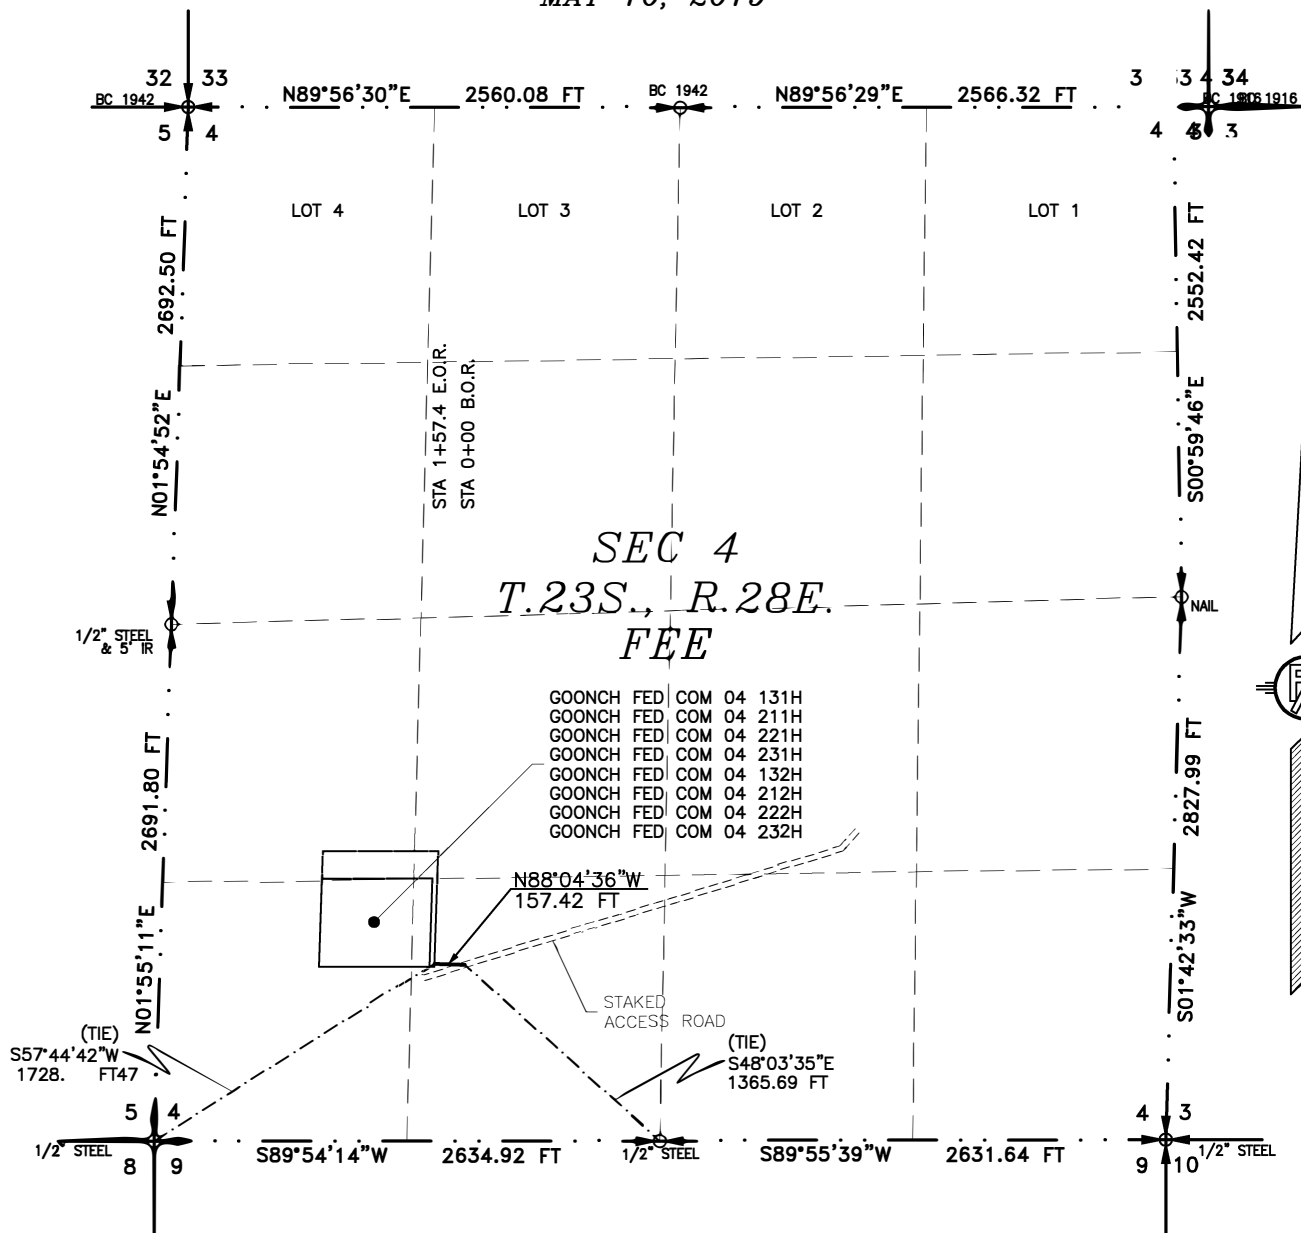 32 33
BC 1942
5 4
N89°56'30"E 2560.08 FT
BC 1942
N89°56'29"E 2566.32 FT
3 4 34
1916
4 3
LOT 4
LOT 3
LOT 2
LOT 1
2692.50 FT
N01°54'52"E
2552.42 FT
S00°59'46"E
STA 1+57.4 E.O.R.
STA 0+00 B.O.R.
SEC 4
T.23S., R.28E.
FEE
1/2" STEEL
& 5' IR
NAIL
GOONCH FED COM 04 131H
GOONCH FED COM 04 211H
GOONCH FED COM 04 221H
GOONCH FED COM 04 231H
GOONCH FED COM 04 132H
GOONCH FED COM 04 212H
GOONCH FED COM 04 222H
GOONCH FED COM 04 232H
2691.80 FT
N01°55'11"E
2827.99 FT
S01°42'33"W
N88°04'36"W
157.42 FT
STAKED
ACCESS ROAD
(TIE)
S57°44'42"W
1728. FT47
(TIE)
S48°03'35"E
1365.69 FT
5 4
1/2" STEEL
8 9
S89°54'14"W 2634.92 FT
1/2" STEEL
S89°55'39"W 2631.64 FT
4 3
1/2" STEEL
9 10